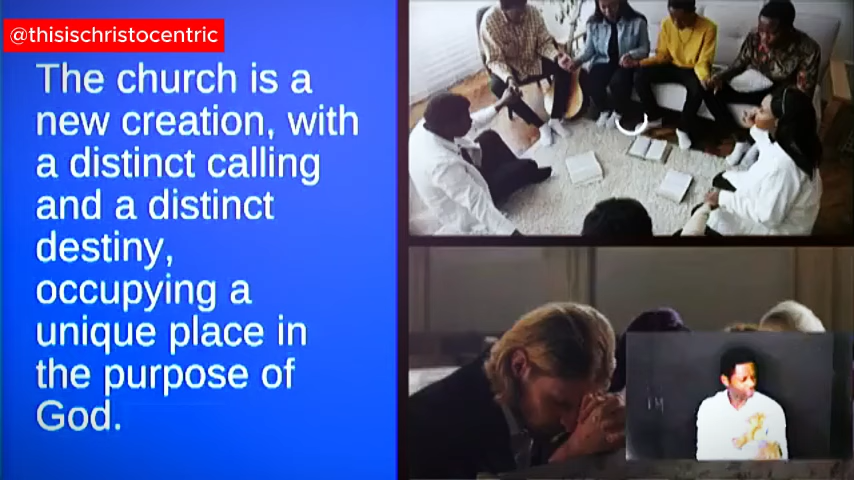 @thisischristocentric
The church is a
new creation, with
a distinct calling
and a distinct
destiny,
occupying a
unique place in
the purpose of
God.